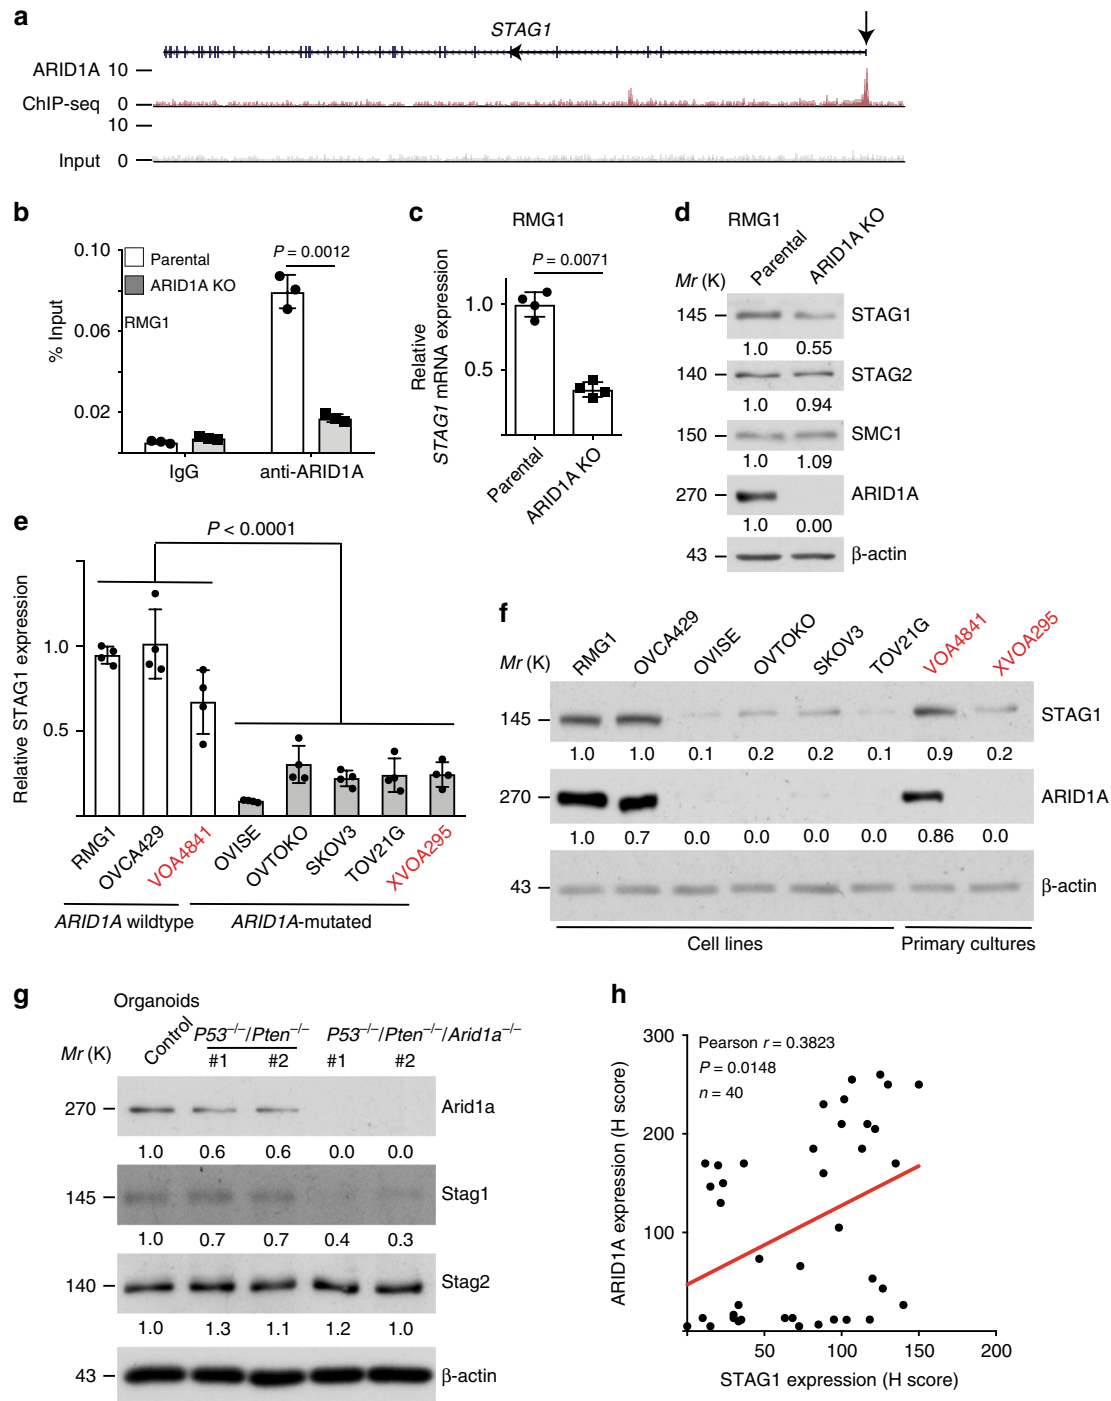 a
STAG1
ARID1A 10
ChIP-seq 0
10
Input 0
b
0.10
0.06
0.02
% Input
Parental
ARID1A KO
RMG1
P = 0.0012
IgG
anti-ARID1A
c
RMG1
P = 0.0071
1.0
0.5
Relative
STAG1 mRNA expression
Parental
ARID1A KO
d
RMG1
Parental
ARID1A KO
Mr (K)
145
STAG1
1.0 0.55
140
STAG2
1.0 0.94
150
SMC1
1.0 1.09
270
ARID1A
1.0 0.00
43
β-actin
e
P < 0.0001
Relative STAG1 expression
1.0
0.5
RMG1
OVCA429
VOA4841
OVISE
OVTOKO
SKOV3
TOV21G
XVOA295
ARID1A wildtype
ARID1A-mutated
f
Mr (K)
RMG1
OVCA429
OVISE
OVTOKO
SKOV3
TOV21G
VOA4841
XVOA295
145
STAG1
1.0 1.0 0.1 0.2 0.2 0.1 0.9 0.2
270
ARID1A
1.0 0.7 0.0 0.0 0.0 0.0 0.86 0.0
43
β-actin
Cell lines
Primary cultures
g
Organoids
Control
P53–/–/Pten–/–
P53–/–/Pten–/–/Arid1a–/–
Mr (K)
#1 #2 #1 #2
270
Arid1a
1.0 0.6 0.6 0.0 0.0
145
Stag1
1.0 0.7 0.7 0.4 0.3
140
Stag2
1.0 1.3 1.1 1.2 1.0
43
β-actin
h
300
200
100
ARID1A expression (H score)
Pearson r = 0.3823
P = 0.0148
n = 40
50 100 150 200
STAG1 expression (H score)